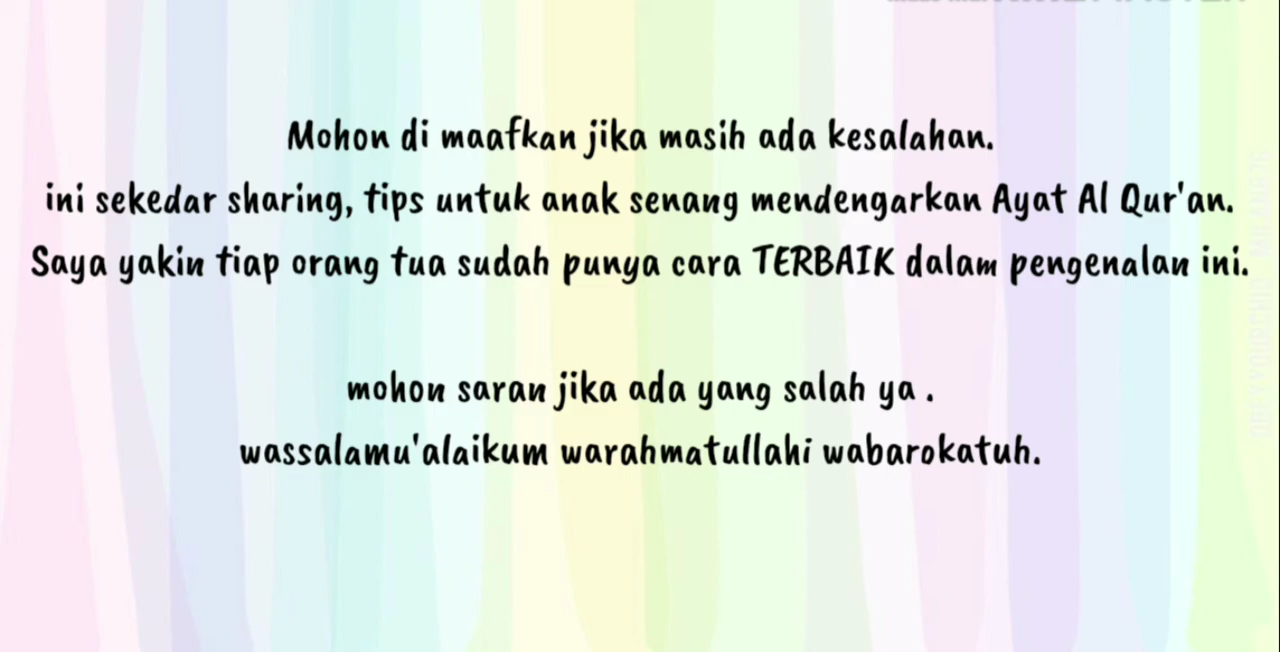 Mohon di maafkan jika masih ada kesalahan.
ini sekedar sharing, tips untuk anak senang mendengarkan Ayat Al Qur'an.
Saya yakin tiap orang tua sudah punya cara TERBAIK dalam pengenalan ini.
mohon saran jika ada yang salah ya .
wassalamu'alaikum warahmatullahi wabarokatuh.